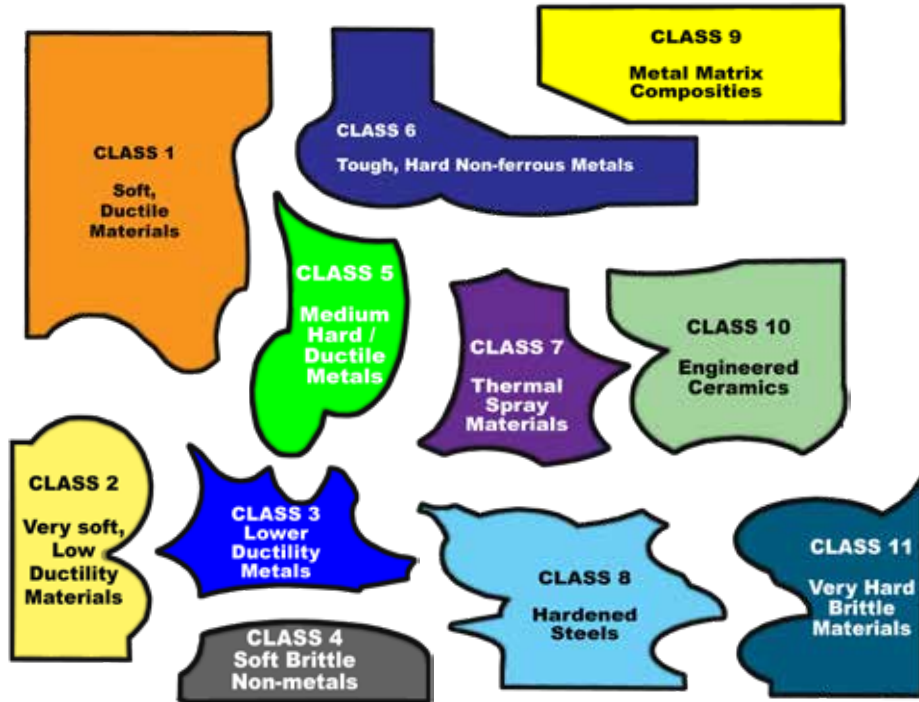 CLASS 1
Soft,
Ductile
Materials
CLASS 6
Tough, Hard Non-ferrous Metals
CLASS 9
Metal Matrix
Composities
CLASS 5
Medium
Hard /
Ductile
Metals
CLASS 7
Thermal
Spray
Materials
CLASS 10
Engineered
Ceramics
CLASS 2
Very soft,
Low
Ductility
Materials
CLASS 3
Lower
Ductility
Metals
CLASS 4
Soft Brittle
Non-metals
CLASS 8
Hardened
Steels
CLASS 11
Very Hard
Brittle
Materials